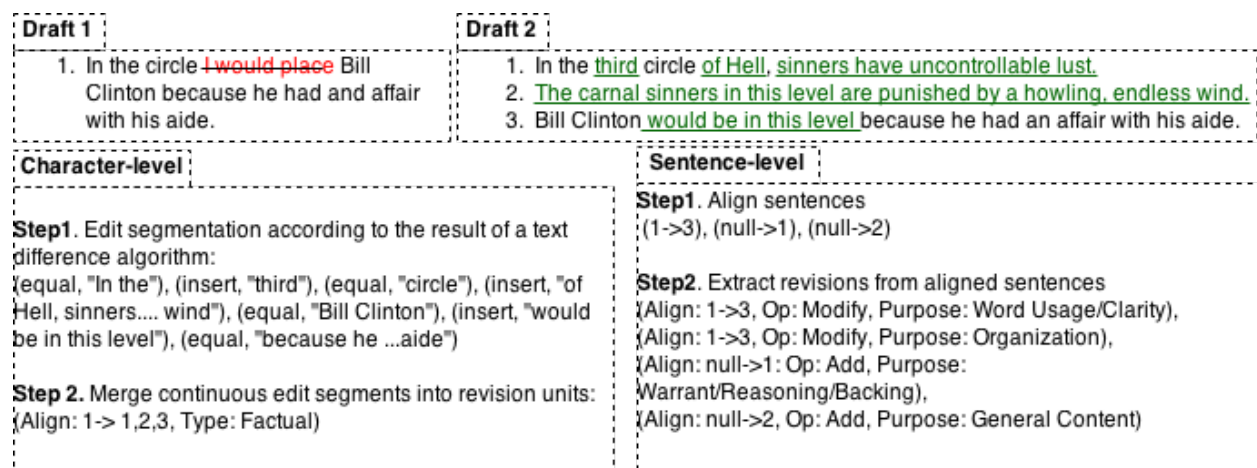 Draft 1
1. In the circle I would place Bill
Clinton because he had and affair
with his aide.
Draft 2
1. In the third circle of Hell, sinners have uncontrollable lust.
2. The carnal sinners in this level are punished by a howling, endless wind.
3. Bill Clinton would be in this level because he had an affair with his aide.
Character-level
Step1. Edit segmentation according to the result of a text
difference algorithm:
(equal, "In the"), (insert, "third"), (equal, "circle"), (insert, "of
Hell, sinners.... wind"), (equal, "Bill Clinton"), (insert, "would
be in this level"), (equal, "because he ...aide")
Step 2. Merge continuous edit segments into revision units:
(Align: 1-> 1,2,3, Type: Factual)
Sentence-level
Step1. Align sentences
(1->3), (null->1), (null->2)
Step2. Extract revisions from aligned sentences
(Align: 1->3, Op: Modify, Purpose: Word Usage/Clarity),
(Align: 1->3, Op: Modify, Purpose: Organization),
(Align: null->1: Op: Add, Purpose:
Warrant/Reasoning/Backing),
(Align: null->2, Op: Add, Purpose: General Content)